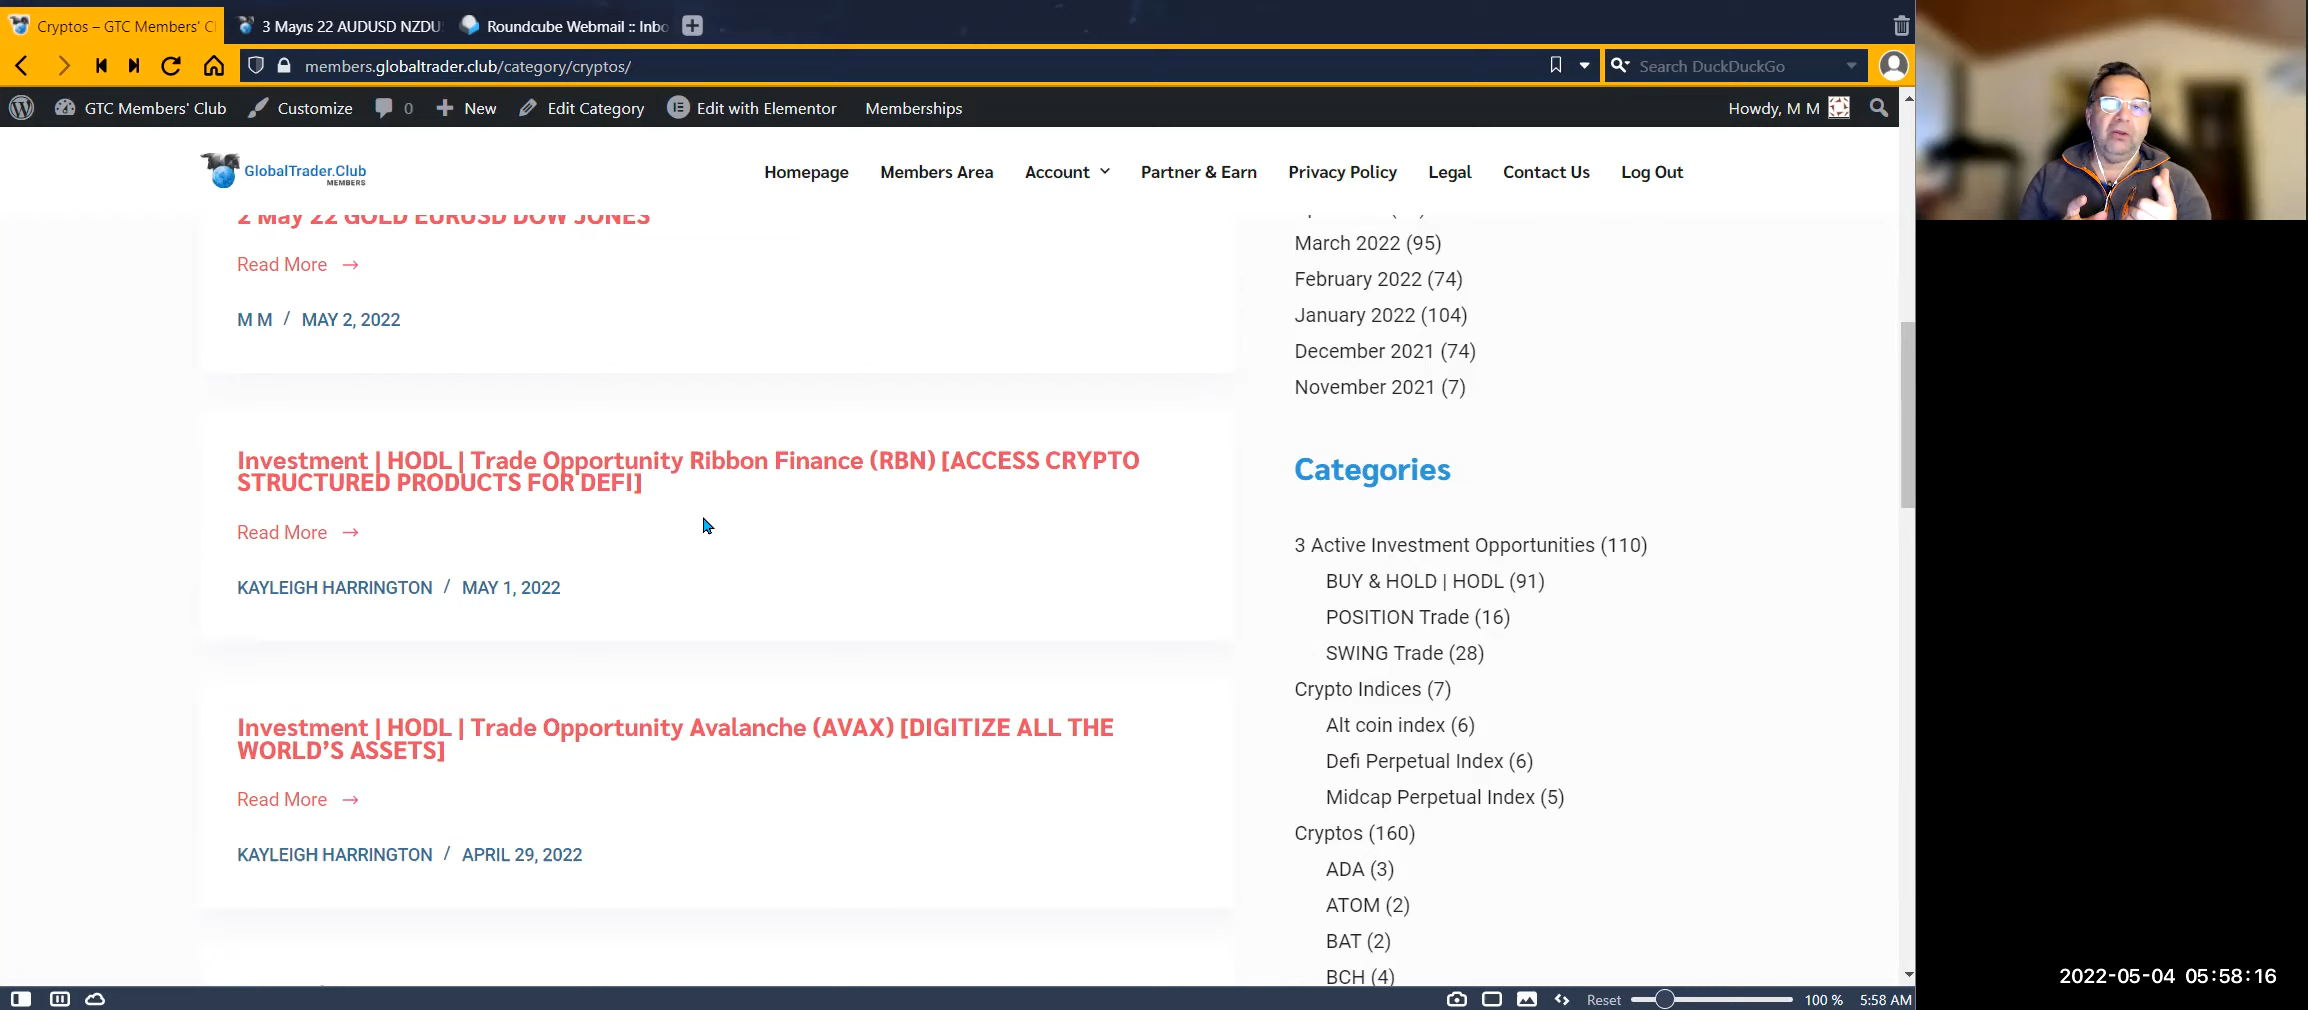 Cryptos – GTC Members' C
3 Mayıs 22 AUDUSD NZDU
Roundcube Webmail :: Inbo
members.globaltrader.club/category/cryptos/
Search DuckDuckGo
GTC Members' Club
Customize
0
New
Edit Category
Edit with Elementor
Memberships
Howdy, M M
GlobalTrader.Club
MEMBERS
Homepage
Members Area
Account
Partner & Earn
Privacy Policy
Legal
Contact Us
Log Out
2 May 22 GOLD EURUSD DOW JONES
Read More →
M M / MAY 2, 2022
Investment | HODL | Trade Opportunity Ribbon Finance (RBN) [ACCESS CRYPTO
STRUCTURED PRODUCTS FOR DEFI]
Read More →
KAYLEIGH HARRINGTON / MAY 1, 2022
Investment | HODL | Trade Opportunity Avalanche (AVAX) [DIGITIZE ALL THE
WORLD’S ASSETS]
Read More →
KAYLEIGH HARRINGTON / APRIL 29, 2022
March 2022 (95)
February 2022 (74)
January 2022 (104)
December 2021 (74)
November 2021 (7)
Categories
3 Active Investment Opportunities (110)
BUY & HOLD | HODL (91)
POSITION Trade (16)
SWING Trade (28)
Crypto Indices (7)
Alt coin index (6)
Defi Perpetual Index (6)
Midcap Perpetual Index (5)
Cryptos (160)
ADA (3)
ATOM (2)
BAT (2)
BCH (4)
2022-05-04 05:58:16
Reset
100 %
5:58 AM